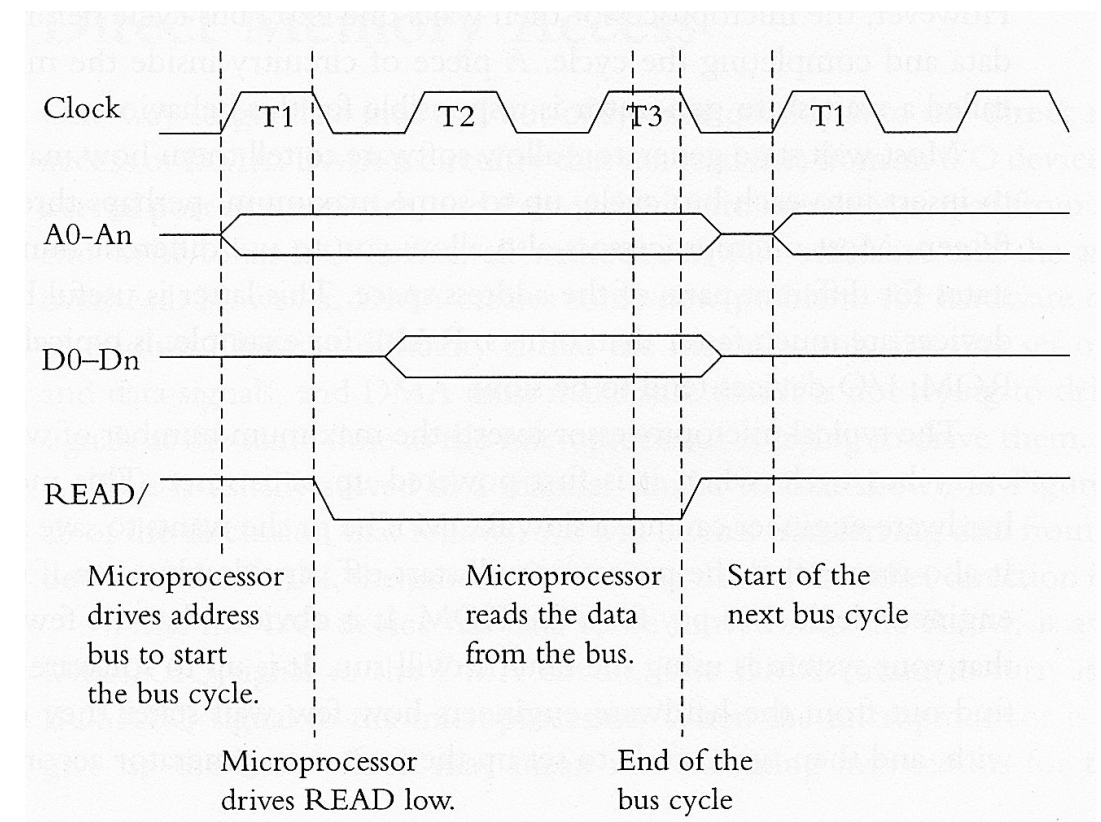 Clock
T1
T2
T3
T1
A0-An
D0–Dn
READ/
Microprocessor
drives address
bus to start
the bus cycle.
Microprocessor
reads the data
from the bus.
Start of the
next bus cycle
Microprocessor
drives READ low.
End of the
bus cycle